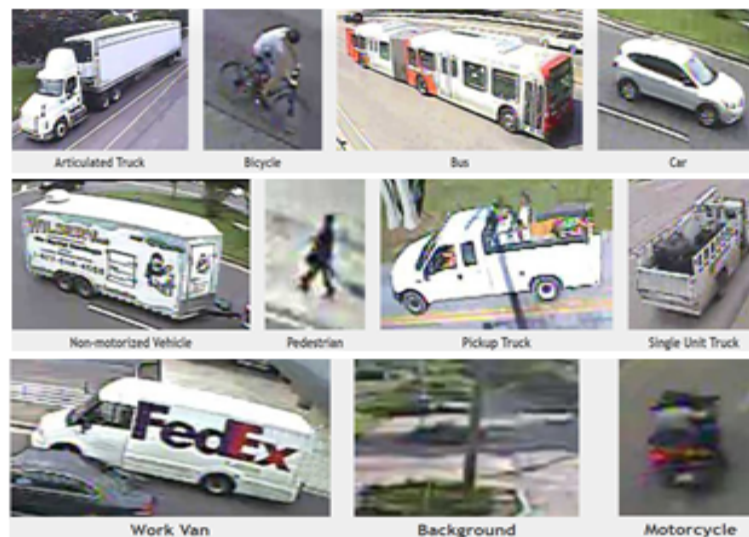 Articulated Truck
Bicycle
Bus
Car
Non-motorized Vehicle
Pedestrian
Pickup Truck
Single Unit Truck
FedEx
Work Van
Background
Motorcycle